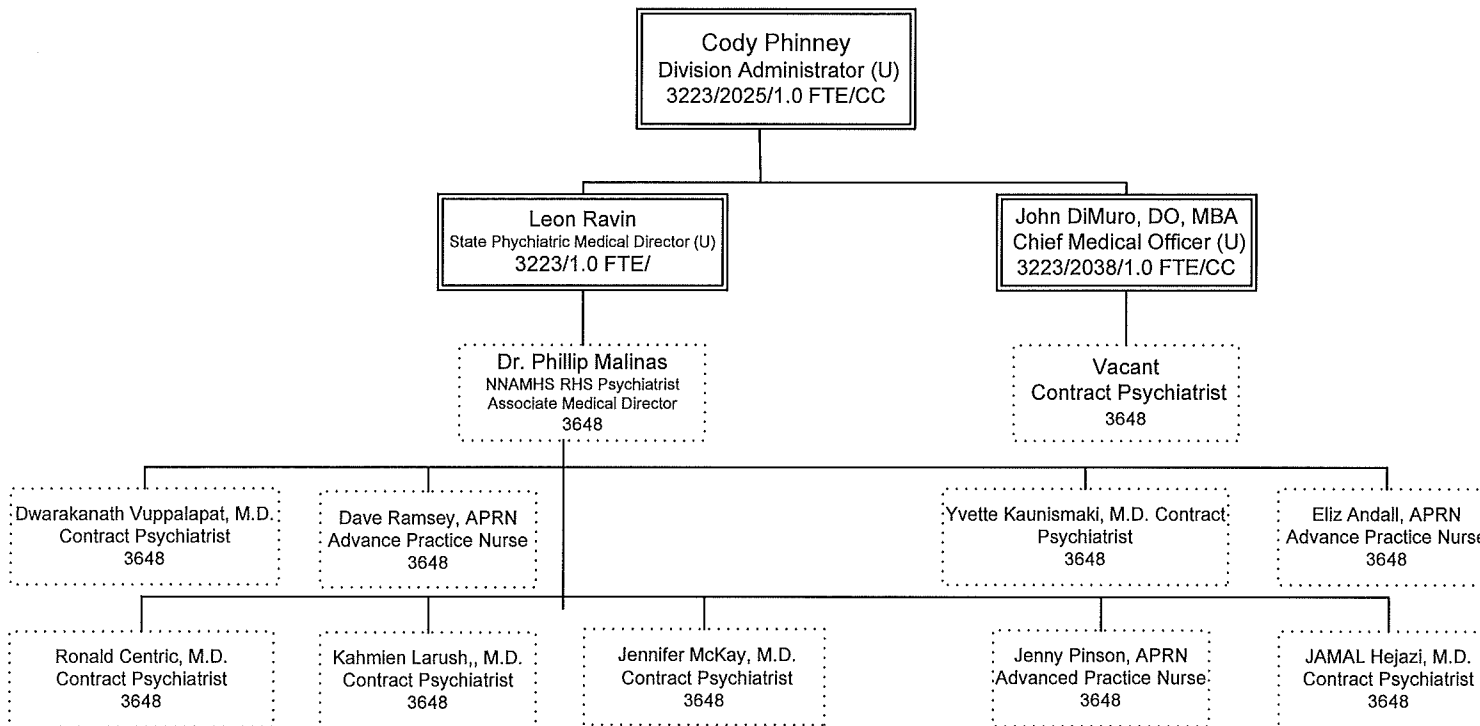 Cody Phinney
Division Administrator (U)
3223/2025/1.0 FTE/CC
Leon Ravin
State Phychiatric Medical Director (U)
3223/1.0 FTE/
John DiMuro, DO, MBA
Chief Medical Officer (U)
3223/2038/1.0 FTE/CC
Dr. Phillip Malinas
NNAMHS RHS Psychiatrist
Associate Medical Director
3648
Vacant
Contract Psychiatrist
3648
Dwarakanath Vuppalapat, M.D.
Contract Psychiatrist
3648
Dave Ramsey, APRN
Advance Practice Nurse
3648
Yvette Kaunismaki, M.D. Contract
Psychiatrist
3648
Eliz Andall, APRN
Advance Practice Nurse
3648
Ronald Centric, M.D.
Contract Psychiatrist
3648
Kahmien Larush,, M.D.
Contract Psychiatrist
3648
Jennifer McKay, M.D.
Contract Psychiatrist
3648
Jenny Pinson, APRN
Advanced Practice Nurse
3648
JAMAL Hejazi, M.D.
Contract Psychiatrist
3648